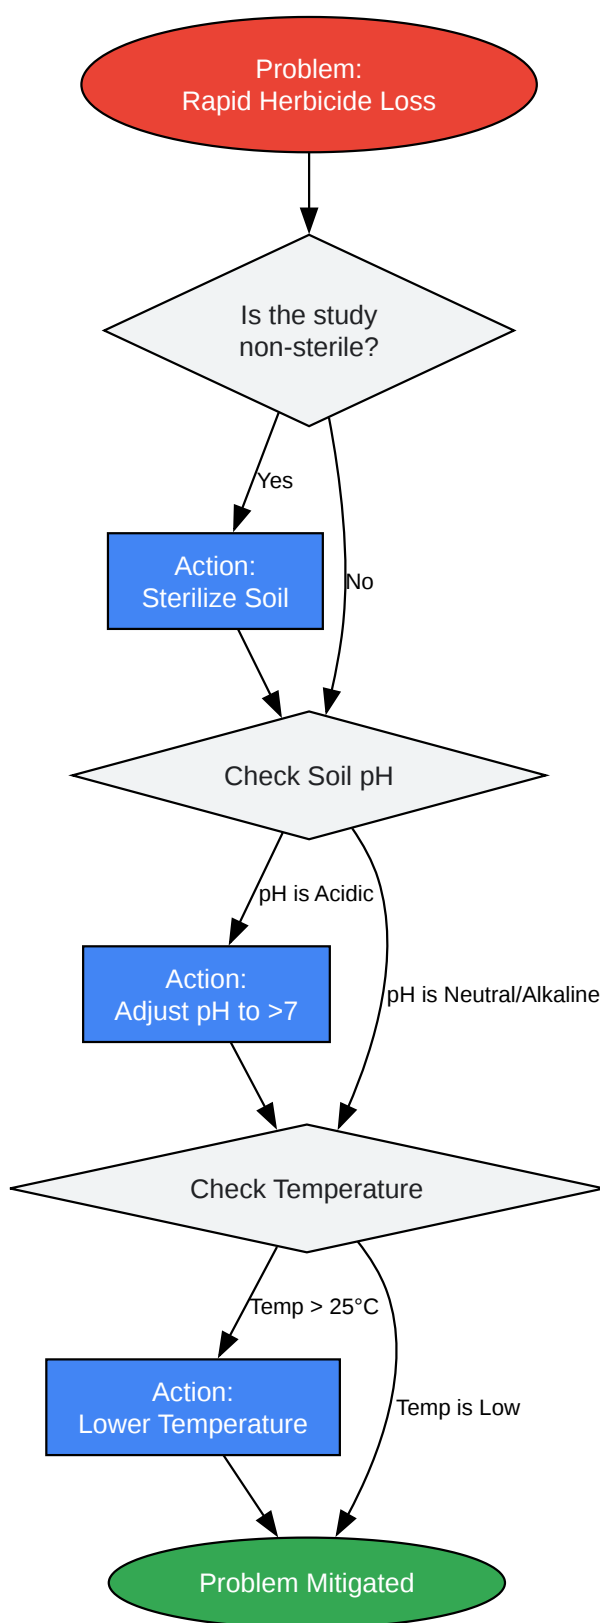 Problem:
Rapid Herbicide Loss
Is the study
non-sterile?
Yes
Action:
Sterilize Soil
No
Check Soil pH
pH is Acidic
Action:
Adjust pH to >7
pH is Neutral/Alkaline
Check Temperature
Temp > 25°C
Action:
Lower Temperature
Temp is Low
Problem Mitigated